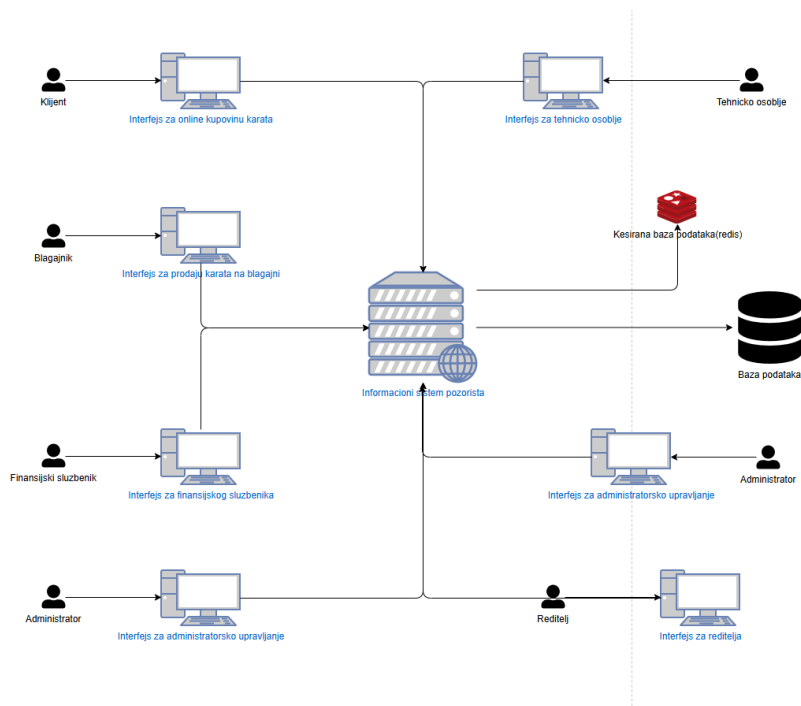 Klijent
Interfejs za online kupovinu karata
Interfejs za tehnicko osoblje
Tehnicko osoblje
Blagajnik
Interfejs za prodaju karata na blagajni
Kesirana baza podataka(redis)
Informacioni sistem pozorista
Baza podataka
Finansijski sluzbenik
Interfejs za finansijskog sluzbenika
Interfejs za administratorsko upravljanje
Administrator
Administrator
Interfejs za administratorsko upravljanje
Reditelj
Interfejs za reditelja